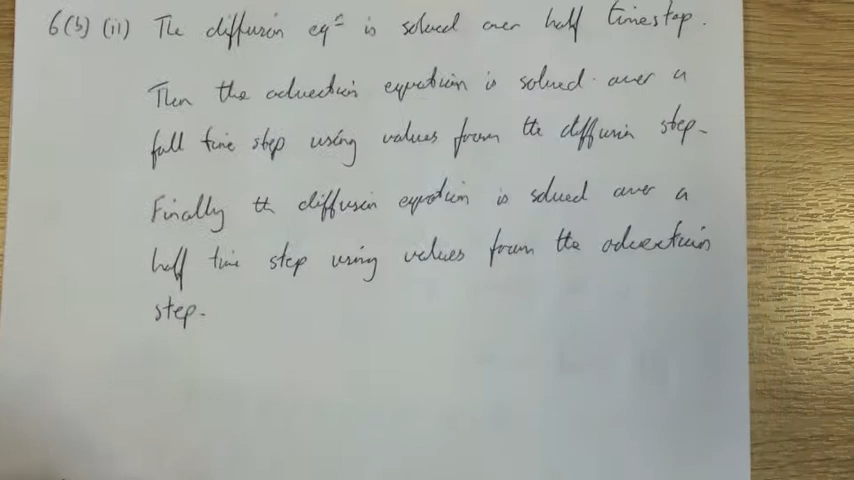 6(b) (ii) The diffusion eqⁿ is solved over half timestep.
Then the advection equation is solved over a
full time step using values from the diffusion step.
Finally the diffusion equation is solved over a
half time step using values from the advection
step.